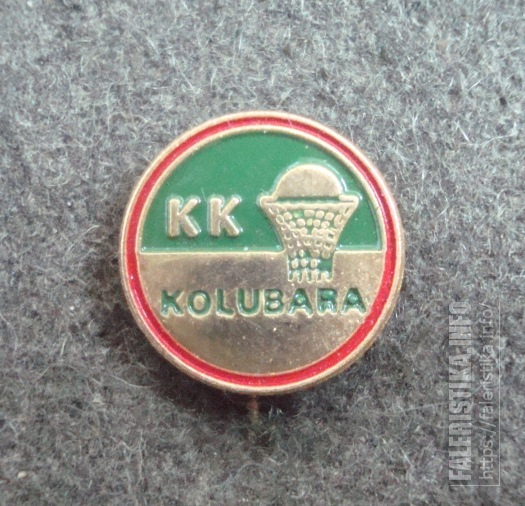 KK
KOLUBARA
FALERISTIKA.INFO
https://faleristika.info/